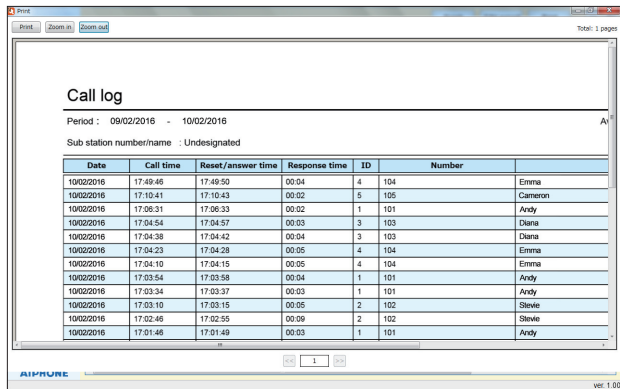 Print
Print Zoom in Zoom out Total: 1 pages
Call log
Period : 09/02/2016 - 10/02/2016
Sub station number/name : Undesignated
Date Call time Reset/answer time Response time ID Number
10/02/2016 17:49:46 17:49:50 00:04 4 104 Emma
10/02/2016 17:10:41 17:10:43 00:02 5 105 Cameron
10/02/2016 17:06:31 17:06:33 00:02 1 101 Andy
10/02/2016 17:04:54 17:04:57 00:03 3 103 Diana
10/02/2016 17:04:38 17:04:42 00:04 3 103 Diana
10/02/2016 17:04:23 17:04:28 00:05 4 104 Emma
10/02/2016 17:04:10 17:04:15 00:05 4 104 Emma
10/02/2016 17:03:54 17:03:58 00:04 1 101 Andy
10/02/2016 17:03:34 17:03:37 00:03 1 101 Andy
10/02/2016 17:03:10 17:03:15 00:05 2 102 Stevie
10/02/2016 17:02:46 17:02:55 00:09 2 102 Stevie
10/02/2016 17:01:46 17:01:49 00:03 1 101 Andy
<< 1 >>
AIPHONE
ver. 1.00